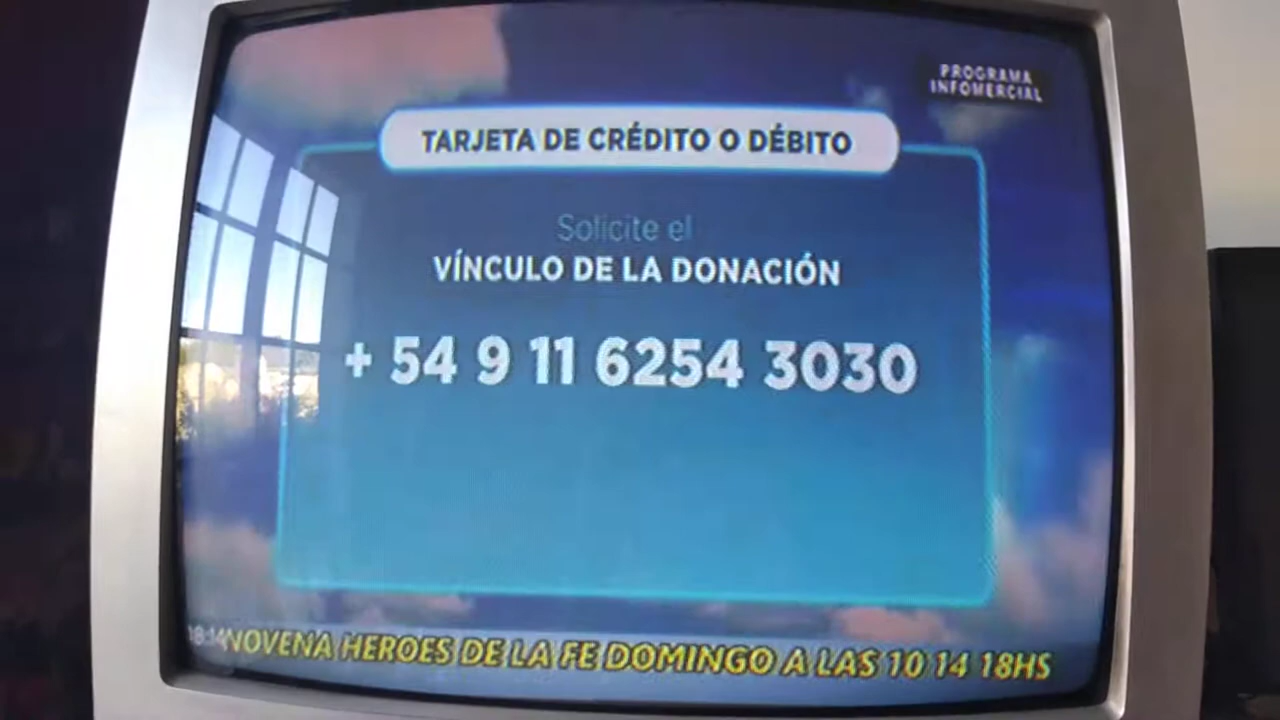 PROGRAMA
INFOMERCIAL
TARJETA DE CRÉDITO O DÉBITO
Solicite el
VÍNCULO DE LA DONACIÓN
+ 54 9 11 6254 3030
18:14 NOVENA HEROES DE LA FE DOMINGO A LAS 10 14 18HS